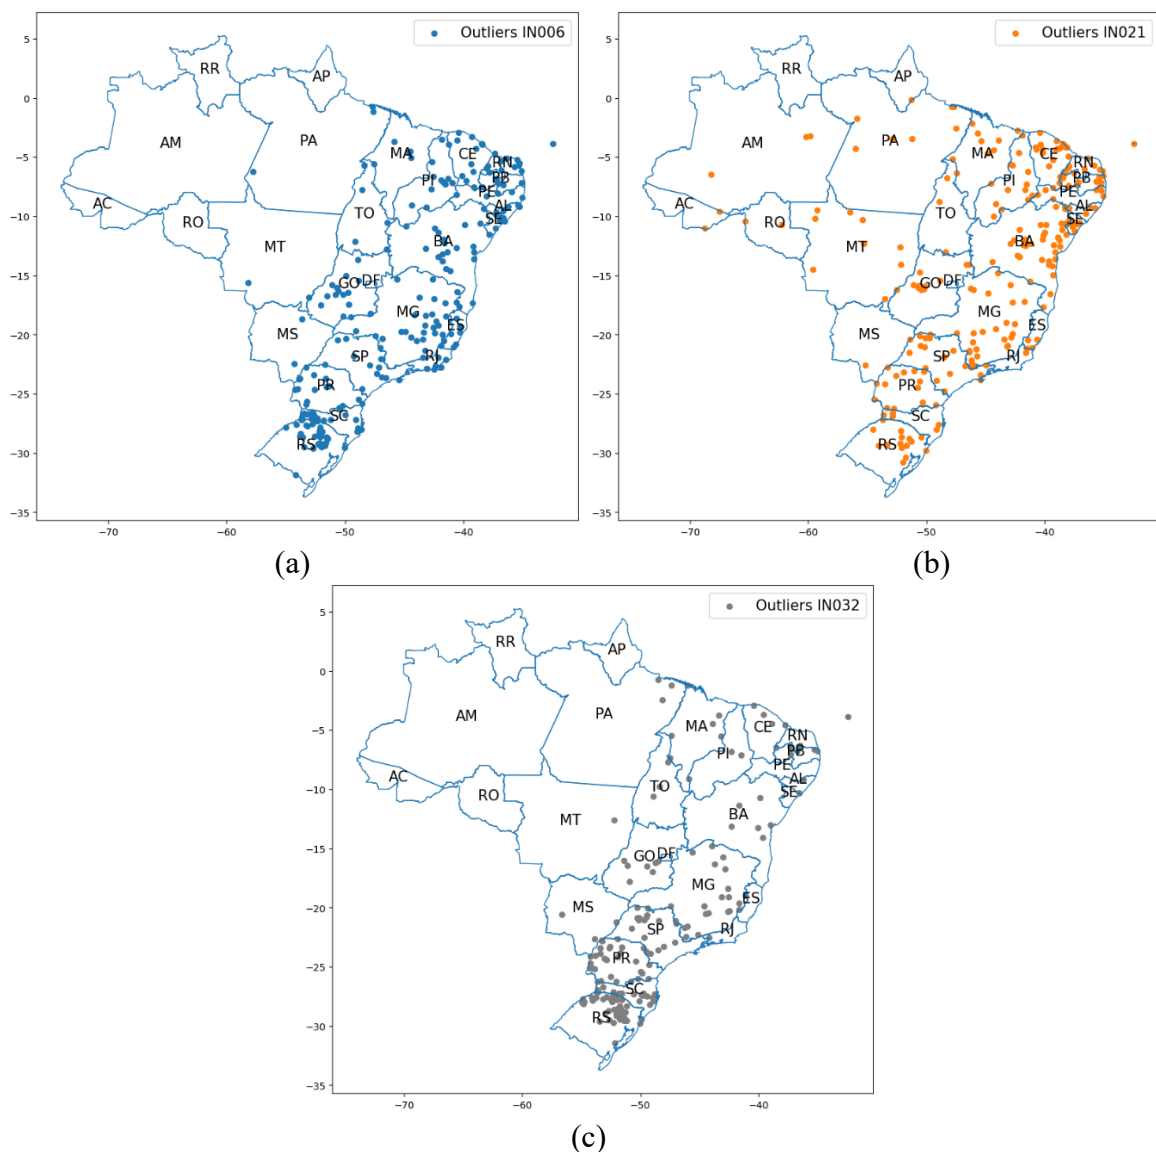 Outliers IN006
5
0
−5
−10
−15
−20
−25
−30
−35
RR
AP
AM
PA
MA
CE
RN
PB
PI
PE
AC
AL
SE
RO
TO
BA
MT
GO
DF
MG
ES
MS
SP
RJ
PR
SC
RS
−70
−60
−50
−40
(a)
Outliers IN021
5
0
−5
−10
−15
−20
−25
−30
−35
RR
AP
AM
PA
MA
CE
RN
PB
PI
PE
AC
AL
SE
RO
TO
BA
MT
GO
DF
MG
ES
MS
SP
RJ
PR
SC
RS
−70
−60
−50
−40
(b)
Outliers IN032
5
0
−5
−10
−15
−20
−25
−30
−35
RR
AP
AM
PA
MA
CE
RN
PB
PI
PE
AC
AL
SE
RO
TO
BA
MT
GO
DF
MG
ES
MS
SP
RJ
PR
SC
RS
−70
−60
−50
−40
(c)